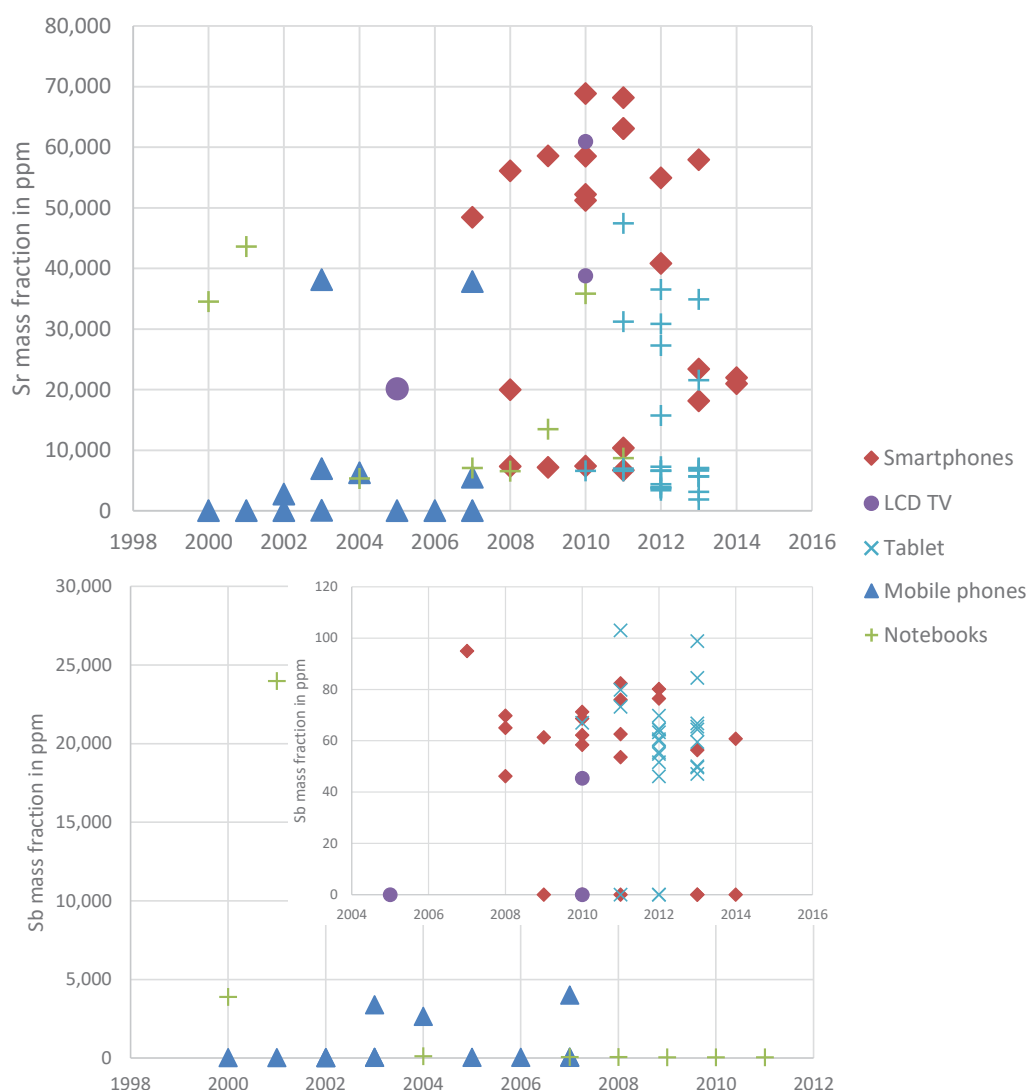 80,000
70,000
60,000
50,000
40,000
30,000
20,000
10,000
0
Sr mass fraction in ppm
1998 2000 2002 2004 2006 2008 2010 2012 2014 2016
Smartphones
LCD TV
Tablet
Mobile phones
Notebooks
30,000
25,000
20,000
15,000
10,000
5,000
0
Sb mass fraction in ppm
1998 2000 2002 2004 2006 2008 2010 2012
120
100
80
60
40
20
0
Sb mass fraction in ppm
2004 2006 2008 2010 2012 2014 2016